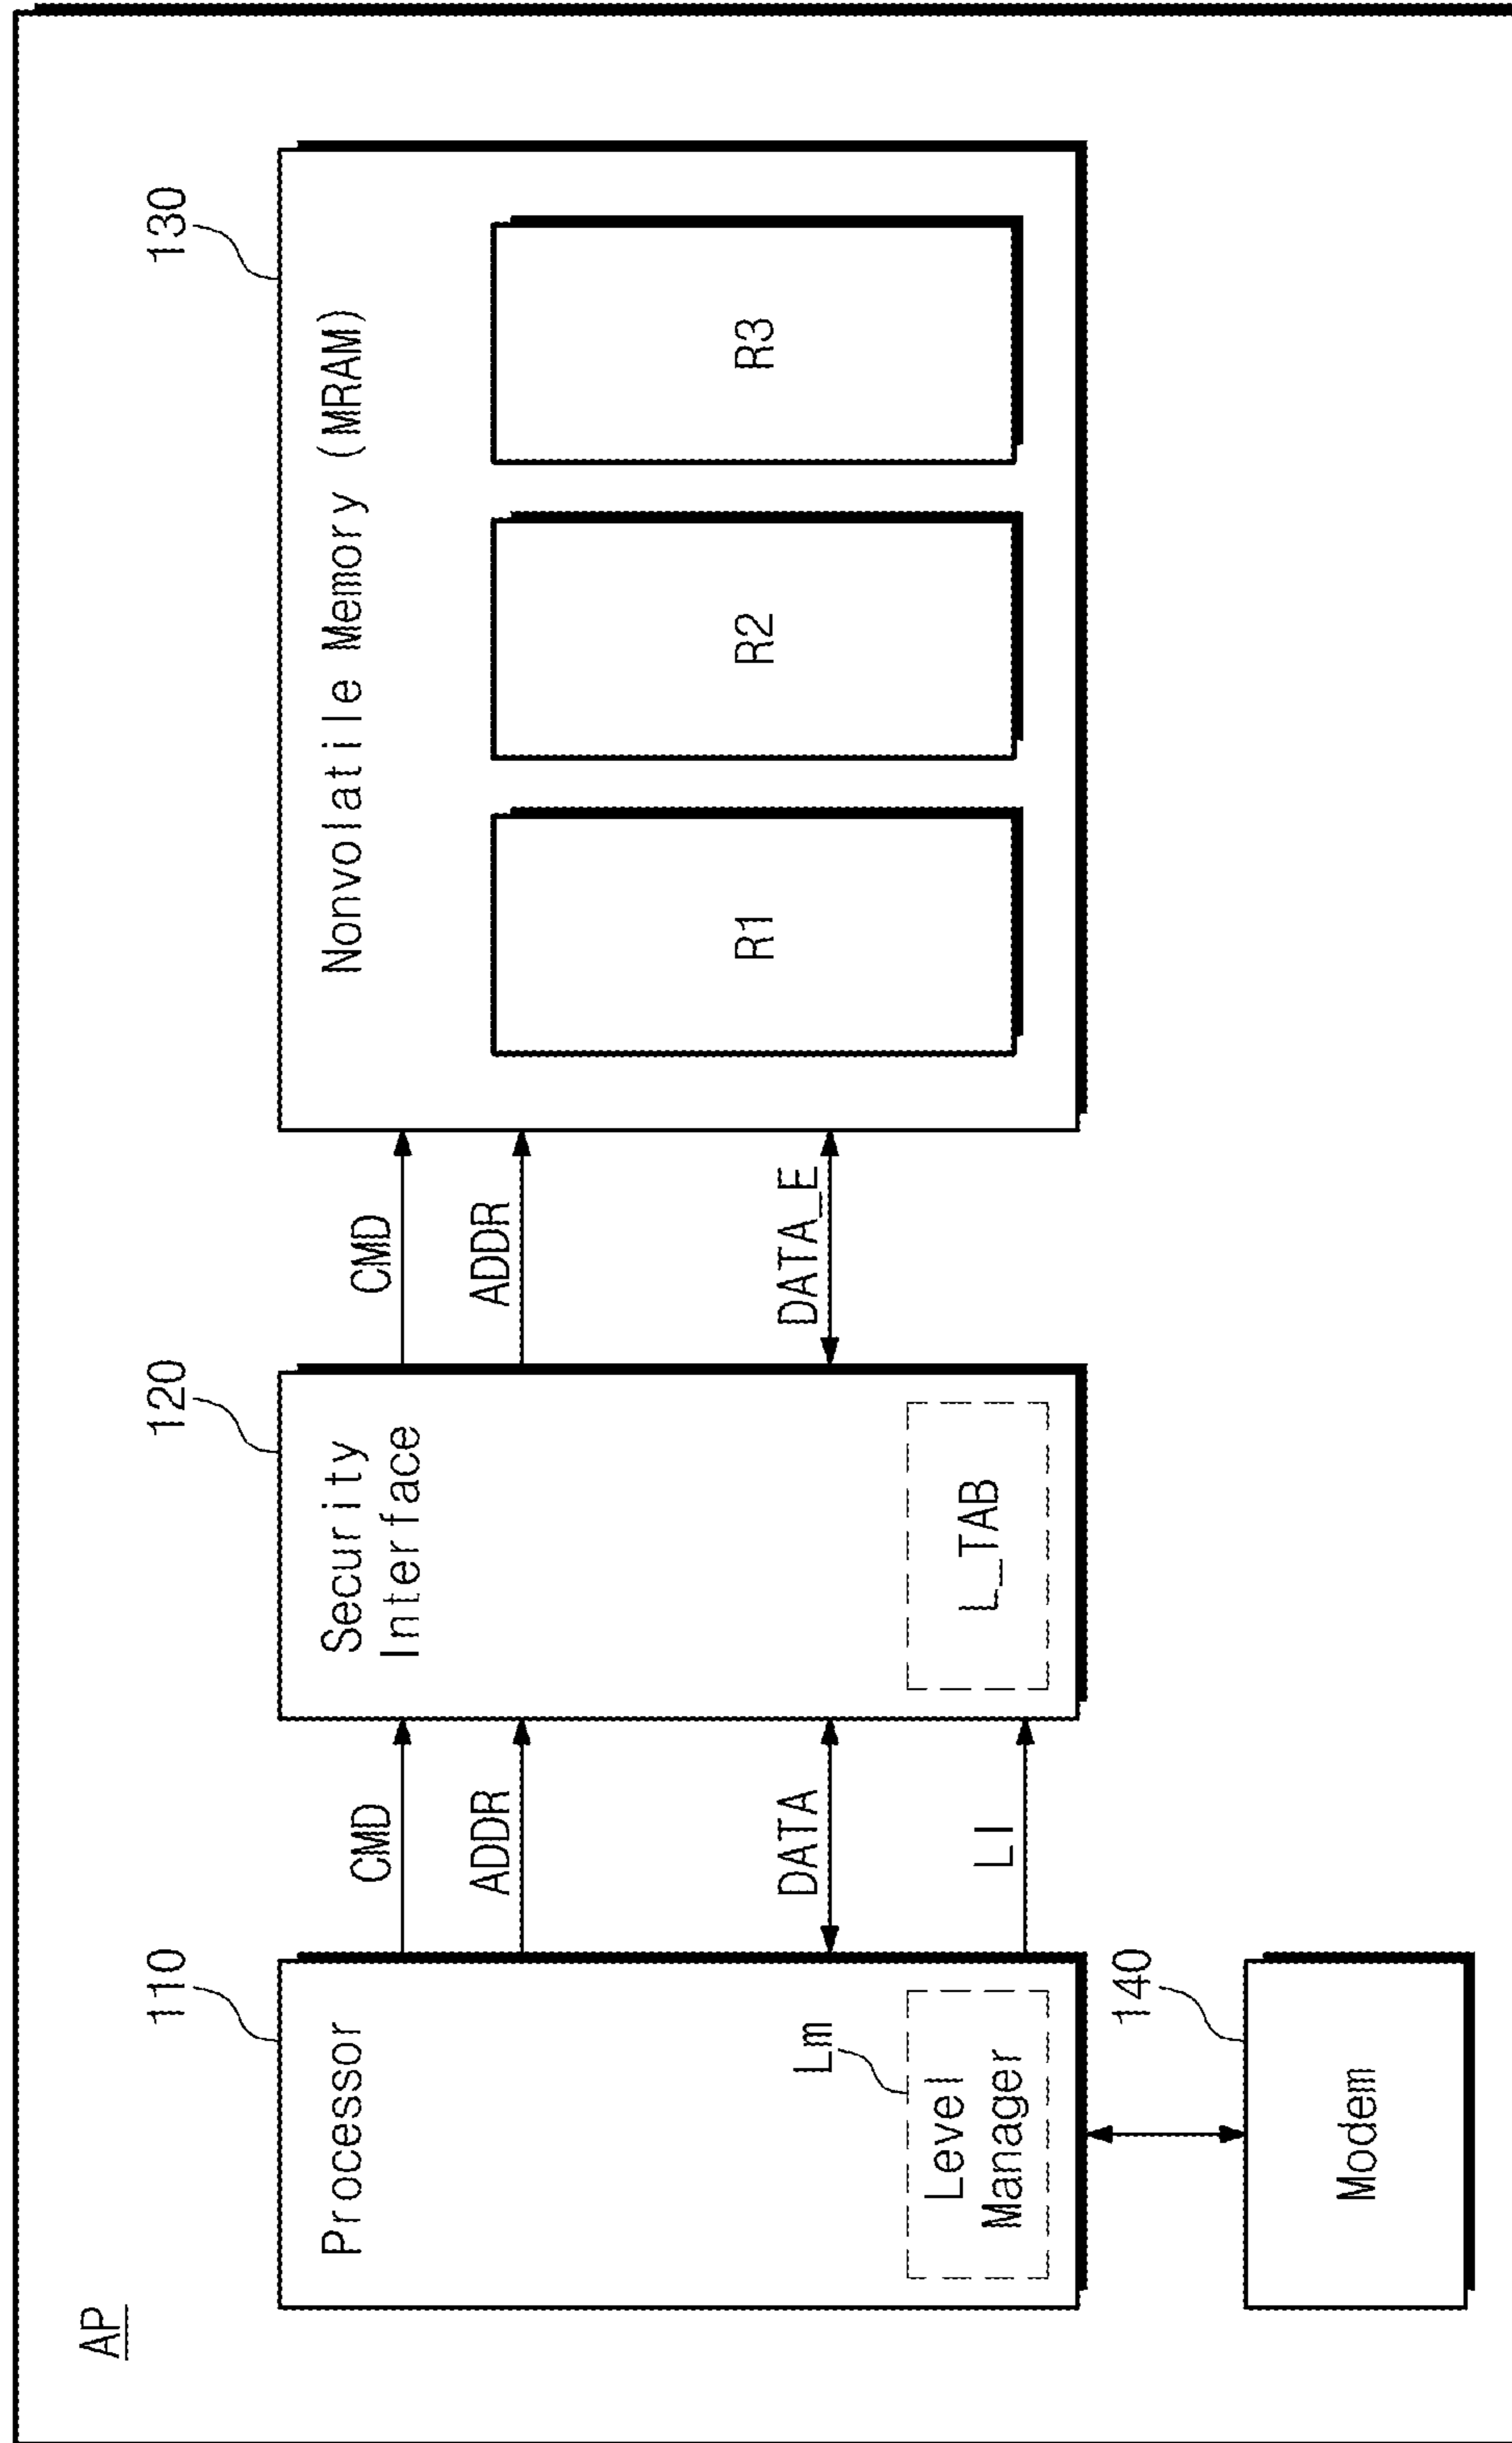 AP
110
120
130
Processor
Security
Interface
Nonvolatile Memory (MRAM)
CMD
CMD
ADDR
ADDR
R1
R2
R3
DATA
DATA_E
Lm
Level
Manager
LI
L_TAB
140
Modem